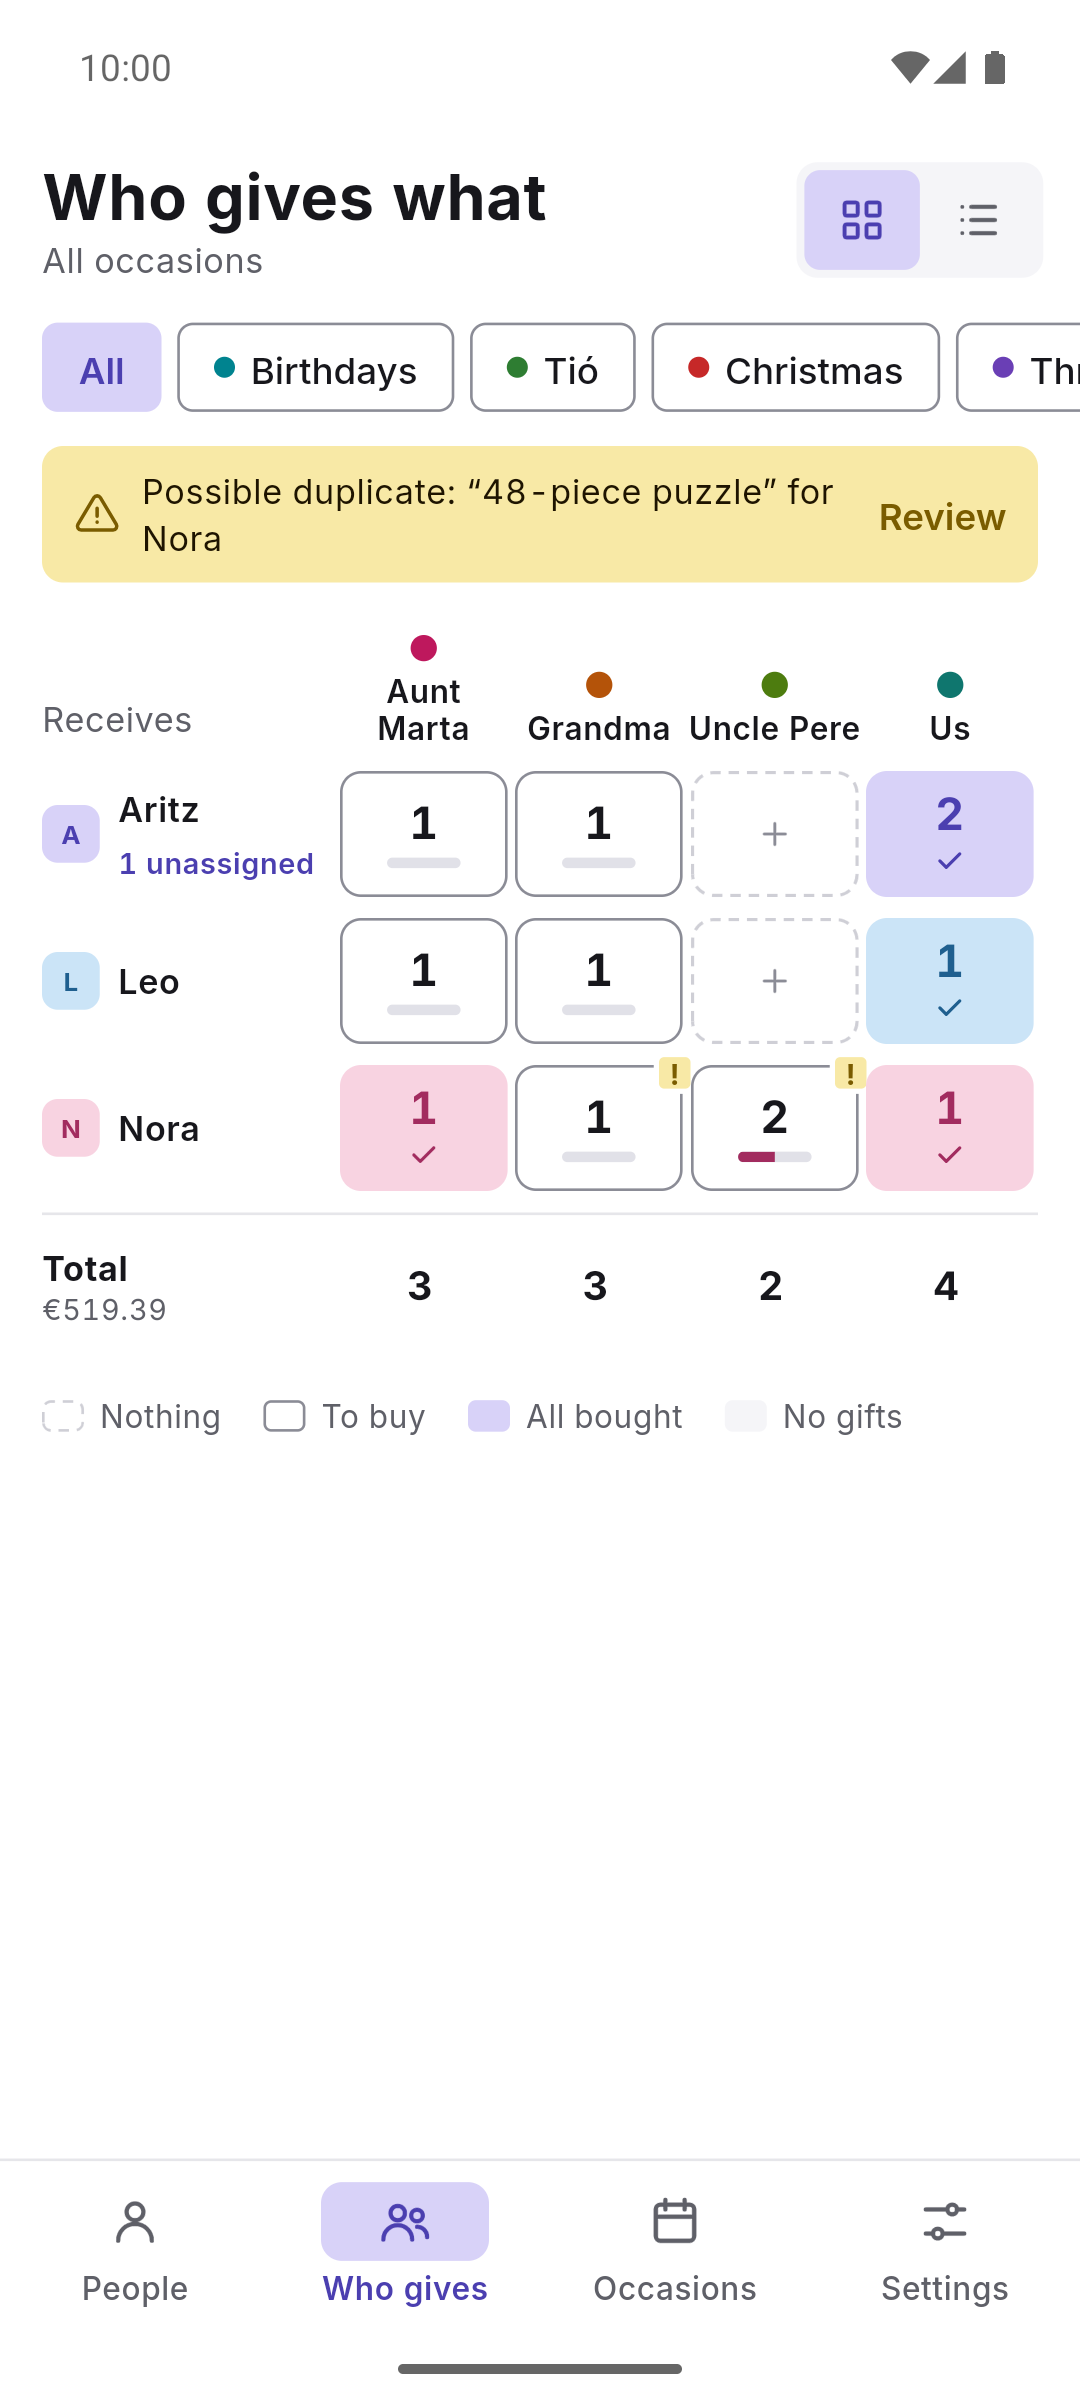 10:00
Who gives what
All occasions
All
Birthdays
Tió
Christmas
Thr
Possible duplicate: “48-piece puzzle” for
Nora
Review
Receives
Aunt
Marta
Grandma
Uncle Pere
Us
A
Aritz
1 unassigned
1
1
+
2
L
Leo
1
1
+
1
N
Nora
1
1
!
2
!
1
Total
€519.39
3
3
2
4
Nothing
To buy
All bought
No gifts
People
Who gives
Occasions
Settings